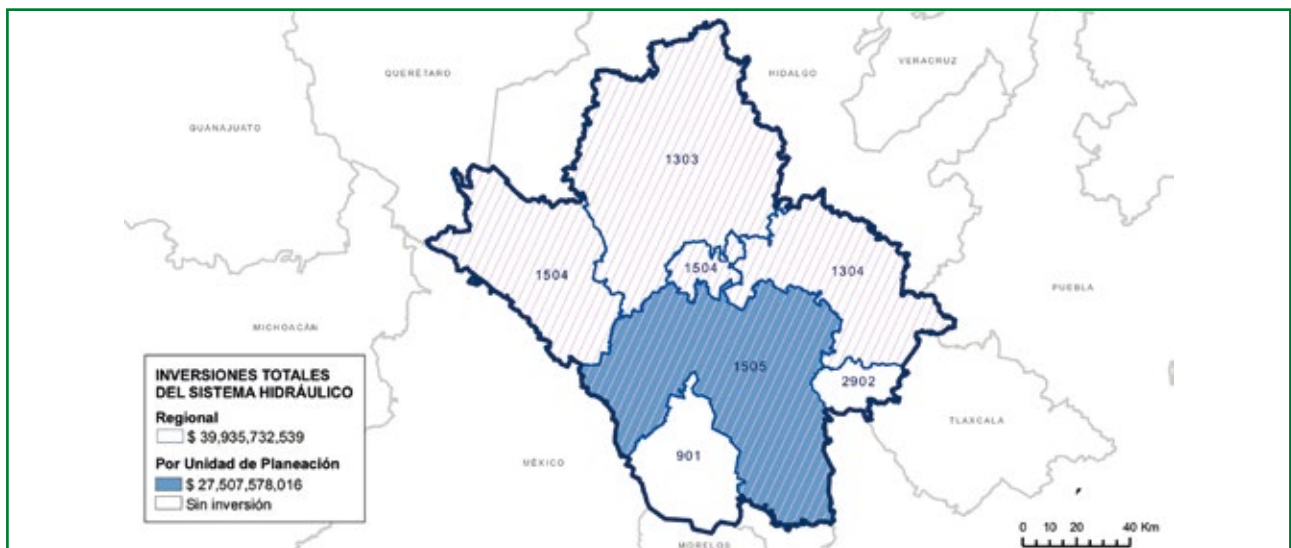 QUERÉTARO
HIDALGO
VERACRUZ
GUANAJUATO
1303
1504
1504
1304
PUEBLA
MICHOACÁN
1505
2902
TLAXCALA
901
MÉXICO
MORELOS
INVERSIONES TOTALES
DEL SISTEMA HIDRÁULICO
Regional
$ 39,935,732,539
Por Unidad de Planeación
$ 27,507,578,016
Sin inversión
0 10 20 40 Km